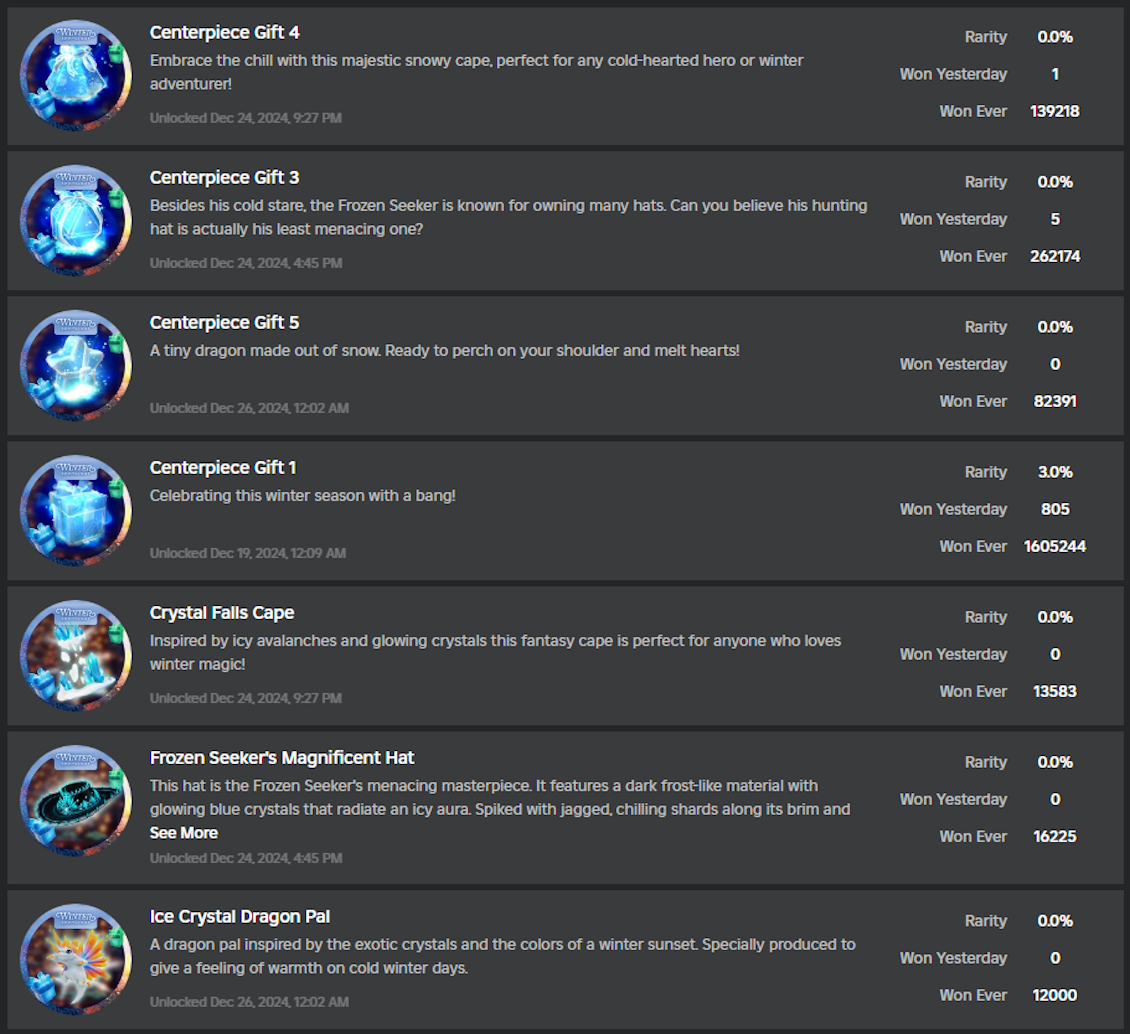 Centerpiece Gift 4
Embrace the chill with this majestic snowy cape, perfect for any cold-hearted hero or winter
adventurer!
Unlocked Dec 24, 2024, 9:27 PM
Rarity 0.0%
Won Yesterday 1
Won Ever 139218
WINTER
Centerpiece Gift 3
Besides his cold stare, the Frozen Seeker is known for owning many hats. Can you believe his hunting
hat is actually his least menacing one?
Unlocked Dec 24, 2024, 4:45 PM
Rarity 0.0%
Won Yesterday 5
Won Ever 262174
WINTER
Centerpiece Gift 5
A tiny dragon made out of snow. Ready to perch on your shoulder and melt hearts!
Unlocked Dec 26, 2024, 12:02 AM
Rarity 0.0%
Won Yesterday 0
Won Ever 82391
WINTER
Centerpiece Gift 1
Celebrating this winter season with a bang!
Unlocked Dec 19, 2024, 12:09 AM
Rarity 3.0%
Won Yesterday 805
Won Ever 1605244
WINTER
Crystal Falls Cape
Inspired by icy avalanches and glowing crystals this fantasy cape is perfect for anyone who loves
winter magic!
Unlocked Dec 24, 2024, 9:27 PM
Rarity 0.0%
Won Yesterday 0
Won Ever 13583
WINTER
Frozen Seeker's Magnificent Hat
This hat is the Frozen Seeker's menacing masterpiece. It features a dark frost-like material with
glowing blue crystals that radiate an icy aura. Spiked with jagged, chilling shards along its brim and
See More
Unlocked Dec 24, 2024, 4:45 PM
Rarity 0.0%
Won Yesterday 0
Won Ever 16225
WINTER
Ice Crystal Dragon Pal
A dragon pal inspired by the exotic crystals and the colors of a winter sunset. Specially produced to
give a feeling of warmth on cold winter days.
Unlocked Dec 26, 2024, 12:02 AM
Rarity 0.0%
Won Yesterday 0
Won Ever 12000
WINTER